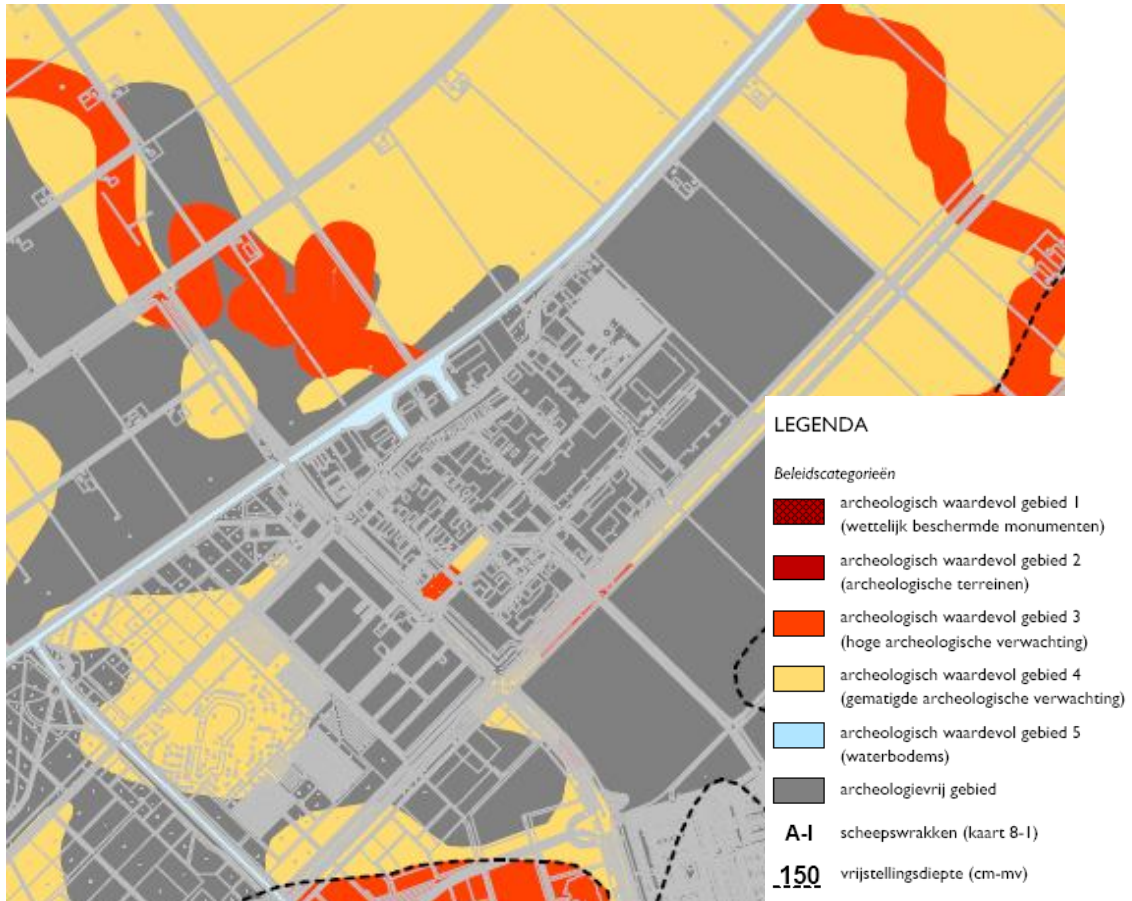 LEGENDA
Beleidscategorieën
archeologisch waardevol gebied 1
(wettelijk beschermde monumenten)
archeologisch waardevol gebied 2
(archeologische terreinen)
archeologisch waardevol gebied 3
(hoge archeologische verwachting)
archeologisch waardevol gebied 4
(gematigde archeologische verwachting)
archeologisch waardevol gebied 5
(waterbodems)
archeologievrij gebied
A-I scheepswrakken (kaart 8-1)
150 vrijstellingsdiepte (cm-mv)